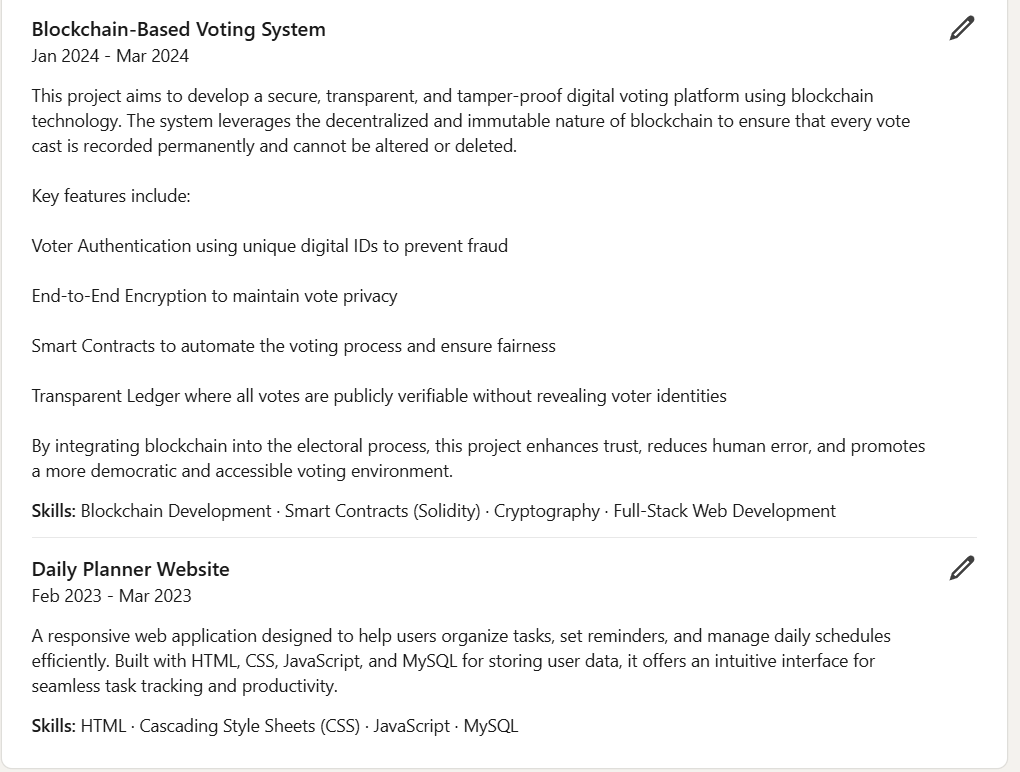 Blockchain-Based Voting System
Jan 2024 - Mar 2024
This project aims to develop a secure, transparent, and tamper-proof digital voting platform using blockchain
technology. The system leverages the decentralized and immutable nature of blockchain to ensure that every vote
cast is recorded permanently and cannot be altered or deleted.
Key features include:
Voter Authentication using unique digital IDs to prevent fraud
End-to-End Encryption to maintain vote privacy
Smart Contracts to automate the voting process and ensure fairness
Transparent Ledger where all votes are publicly verifiable without revealing voter identities
By integrating blockchain into the electoral process, this project enhances trust, reduces human error, and promotes
a more democratic and accessible voting environment.
Skills: Blockchain Development · Smart Contracts (Solidity) · Cryptography · Full-Stack Web Development
Daily Planner Website
Feb 2023 - Mar 2023
A responsive web application designed to help users organize tasks, set reminders, and manage daily schedules
efficiently. Built with HTML, CSS, JavaScript, and MySQL for storing user data, it offers an intuitive interface for
seamless task tracking and productivity.
Skills: HTML · Cascading Style Sheets (CSS) · JavaScript · MySQL